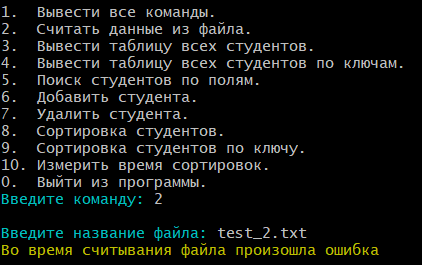 1. Вывести все команды.
2. Считать данные из файла.
3. Вывести таблицу всех студентов.
4. Вывести таблицу всех студентов по ключам.
5. Поиск студентов по полям.
6. Добавить студента.
7. Удалить студента.
8. Сортировка студентов.
9. Сортировка студентов по ключу.
10. Измерить время сортировок.
0. Выйти из программы.
Введите команду: 2
Введите название файла: test_2.txt
Во время считывания файла произошла ошибка